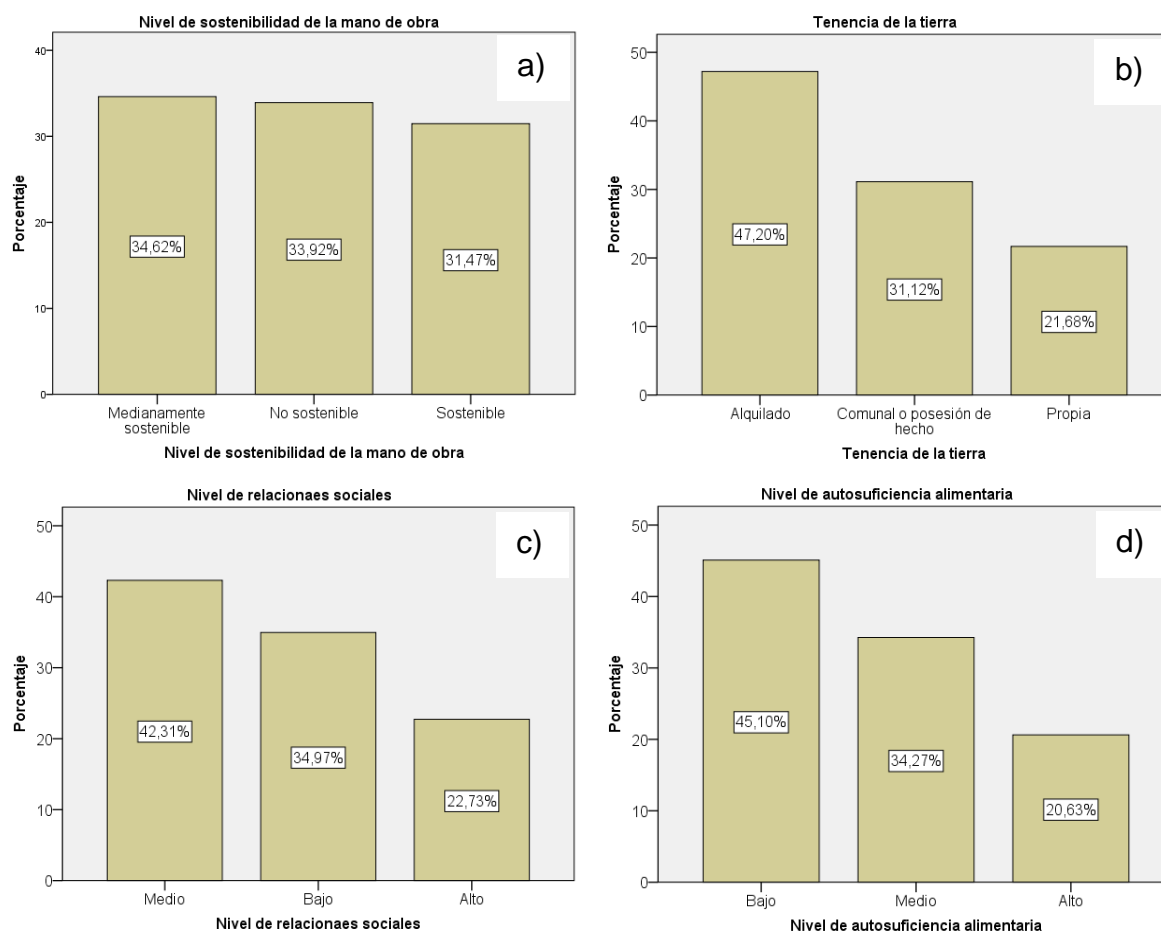 Nivel de sostenibilidad de la mano de obra
a)
Porcentaje
40
30
20
10
0
34,62%
33,92%
31,47%
Medianamente
sostenible
No sostenible
Sostenible
Nivel de sostenibilidad de la mano de obra
Tenencia de la tierra
b)
Porcentaje
50
40
30
20
10
0
47,20%
31,12%
21,68%
Alquilado
Comunal o posesión de
hecho
Propia
Tenencia de la tierra
Nivel de relacionaes sociales
c)
Porcentaje
50
40
30
20
10
0
42,31%
34,97%
22,73%
Medio
Bajo
Alto
Nivel de relacionaes sociales
Nivel de autosuficiencia alimentaria
d)
Porcentaje
50
40
30
20
10
0
45,10%
34,27%
20,63%
Bajo
Medio
Alto
Nivel de autosuficiencia alimentaria